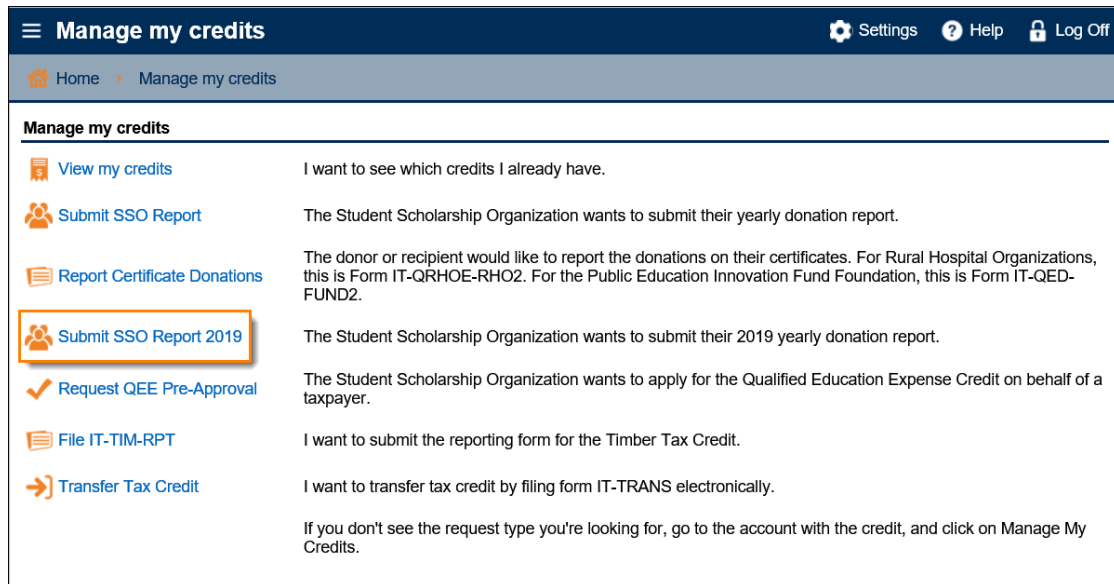 Manage my credits
Settings
Help
Log Off
Home
Manage my credits
Manage my credits
View my credits
I want to see which credits I already have.
Submit SSO Report
The Student Scholarship Organization wants to submit their yearly donation report.
Report Certificate Donations
The donor or recipient would like to report the donations on their certificates. For Rural Hospital Organizations,
this is Form IT-QRHOE-RHO2. For the Public Education Innovation Fund Foundation, this is Form IT-QED-
FUND2.
Submit SSO Report 2019
The Student Scholarship Organization wants to submit their 2019 yearly donation report.
Request QEE Pre-Approval
The Student Scholarship Organization wants to apply for the Qualified Education Expense Credit on behalf of a
taxpayer.
File IT-TIM-RPT
I want to submit the reporting form for the Timber Tax Credit.
Transfer Tax Credit
I want to transfer tax credit by filing form IT-TRANS electronically.
If you don't see the request type you're looking for, go to the account with the credit, and click on Manage My
Credits.